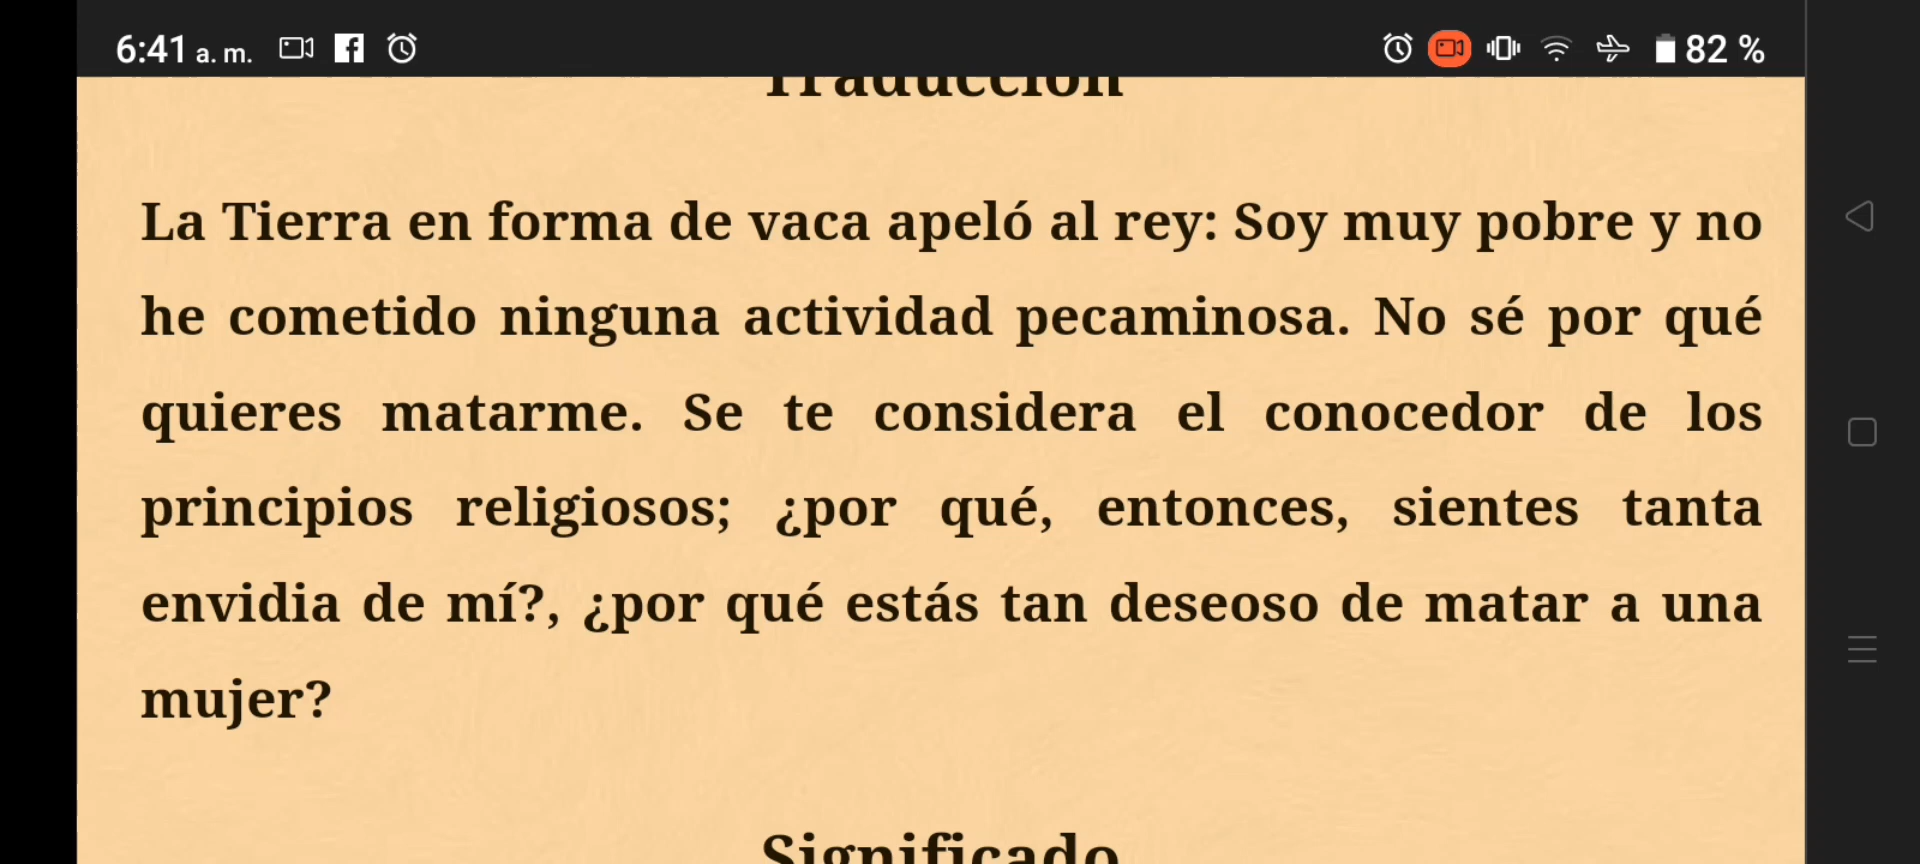 6:41 a. m.
82 %
Traducción
La Tierra en forma de vaca apeló al rey: Soy muy pobre y no
he cometido ninguna actividad pecaminosa. No sé por qué
quieres matarme. Se te considera el conocedor de los
principios religiosos; ¿por qué, entonces, sientes tanta
envidia de mí?, ¿por qué estás tan deseoso de matar a una
mujer?
Significado